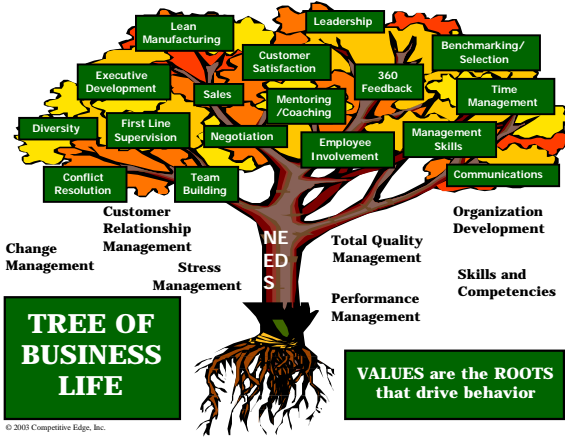 Lean
Manufacturing
Leadership
Customer
Satisfaction
Benchmarking/
Selection
Executive
Development
Sales
360
Feedback
Mentoring
/Coaching
Time
Management
Diversity
First Line
Supervision
Negotiation
Employee
Involvement
Management
Skills
Conflict
Resolution
Team
Building
Communications
Customer
Relationship
Management
Organization
Development
Change
Management
NE
ED
S
Total Quality
Management
Stress
Management
Skills and
Competencies
Performance
Management
TREE OF
BUSINESS
LIFE
VALUES are the ROOTS
that drive behavior
© 2003 Competitive Edge, Inc.